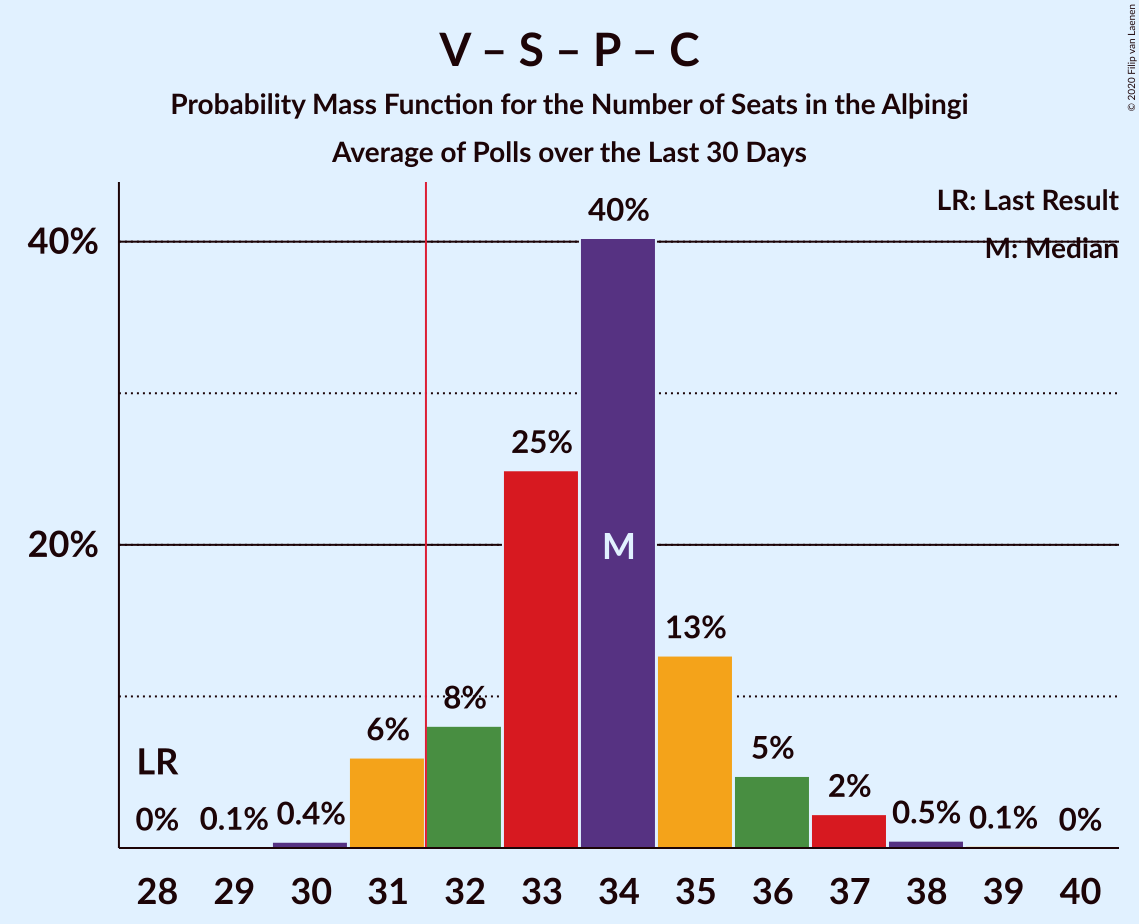 V – S – P – C
Probability Mass Function for the Number of Seats in the Alþingi
Average of Polls over the Last 30 Days
© 2020 Filip van Laenen
LR: Last Result
M: Median
40%
20%
LR
0%
0.1%
0.4%
6%
8%
25%
40%
M
13%
5%
2%
0.5%
0.1%
0%
28 29 30 31 32 33 34 35 36 37 38 39 40